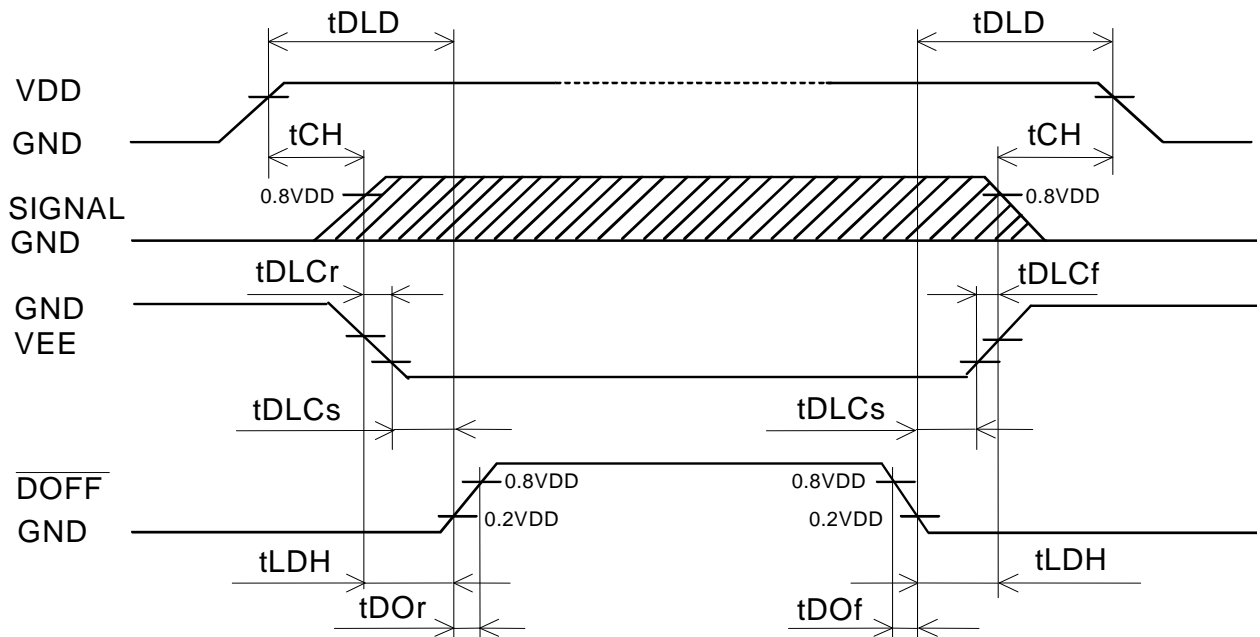 tDLD tDLD
VDD
GND
tCH tCH
0.8VDD 0.8VDD
SIGNAL
GND
tDLCr tDLCf
GND
VEE
tDLCs tDLCs
DOFF
0.8VDD 0.8VDD
GND
0.2VDD 0.2VDD
tLDH tLDH
tDOr tDOf